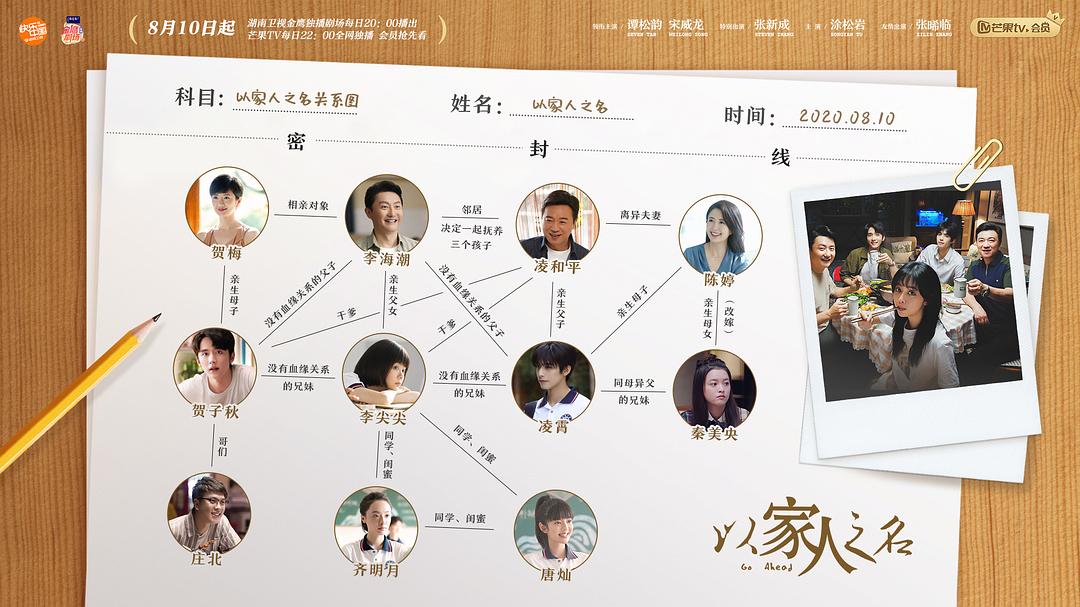 快乐中国
8月10日起
湖南卫视金鹰独播剧场每日20：00播出
芒果TV每日22：00全网独播 会员抢先看
领衔主演 / 谭松韵 SEVEN TAN 宋威龙 WEILONG SONG 特别出演 / 张新成 STEVEN ZHANG 主演 / 涂松岩 SONGYAN TU 友情出演 / 张晞临 XILIN ZHANG
芒果tv,会员
科目：以家人之名关系图
姓名：以家人之名
时间：2020.08.10
密 封 线
相亲对象
邻居
决定一起抚养
三个孩子
离异夫妻
贺梅 李海潮 凌和平 陈婷
亲生母子
没有血缘关系的父子
亲生父女
干爹
没有血缘关系的父子
干爹
亲生父子
亲生母子
亲生母女
（改嫁）
没有血缘关系
的兄妹
没有血缘关系
的兄妹
同母异父
的兄妹
贺子秋 李尖尖 凌霄 秦美央
哥们
同学、闺蜜
同学、闺蜜
同学、闺蜜
庄北 齐明月 唐灿
以家人之名
Go Ahead